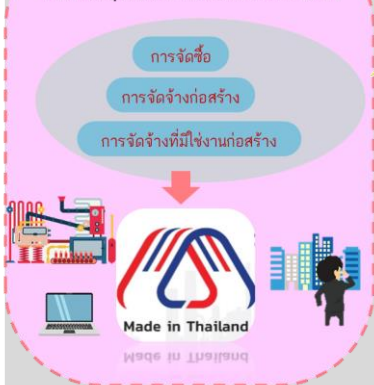 การจัดซื้อ
การจัดจ้างก่อสร้าง
การจัดจ้างที่มิใช่งานก่อสร้าง
Made in Thailand